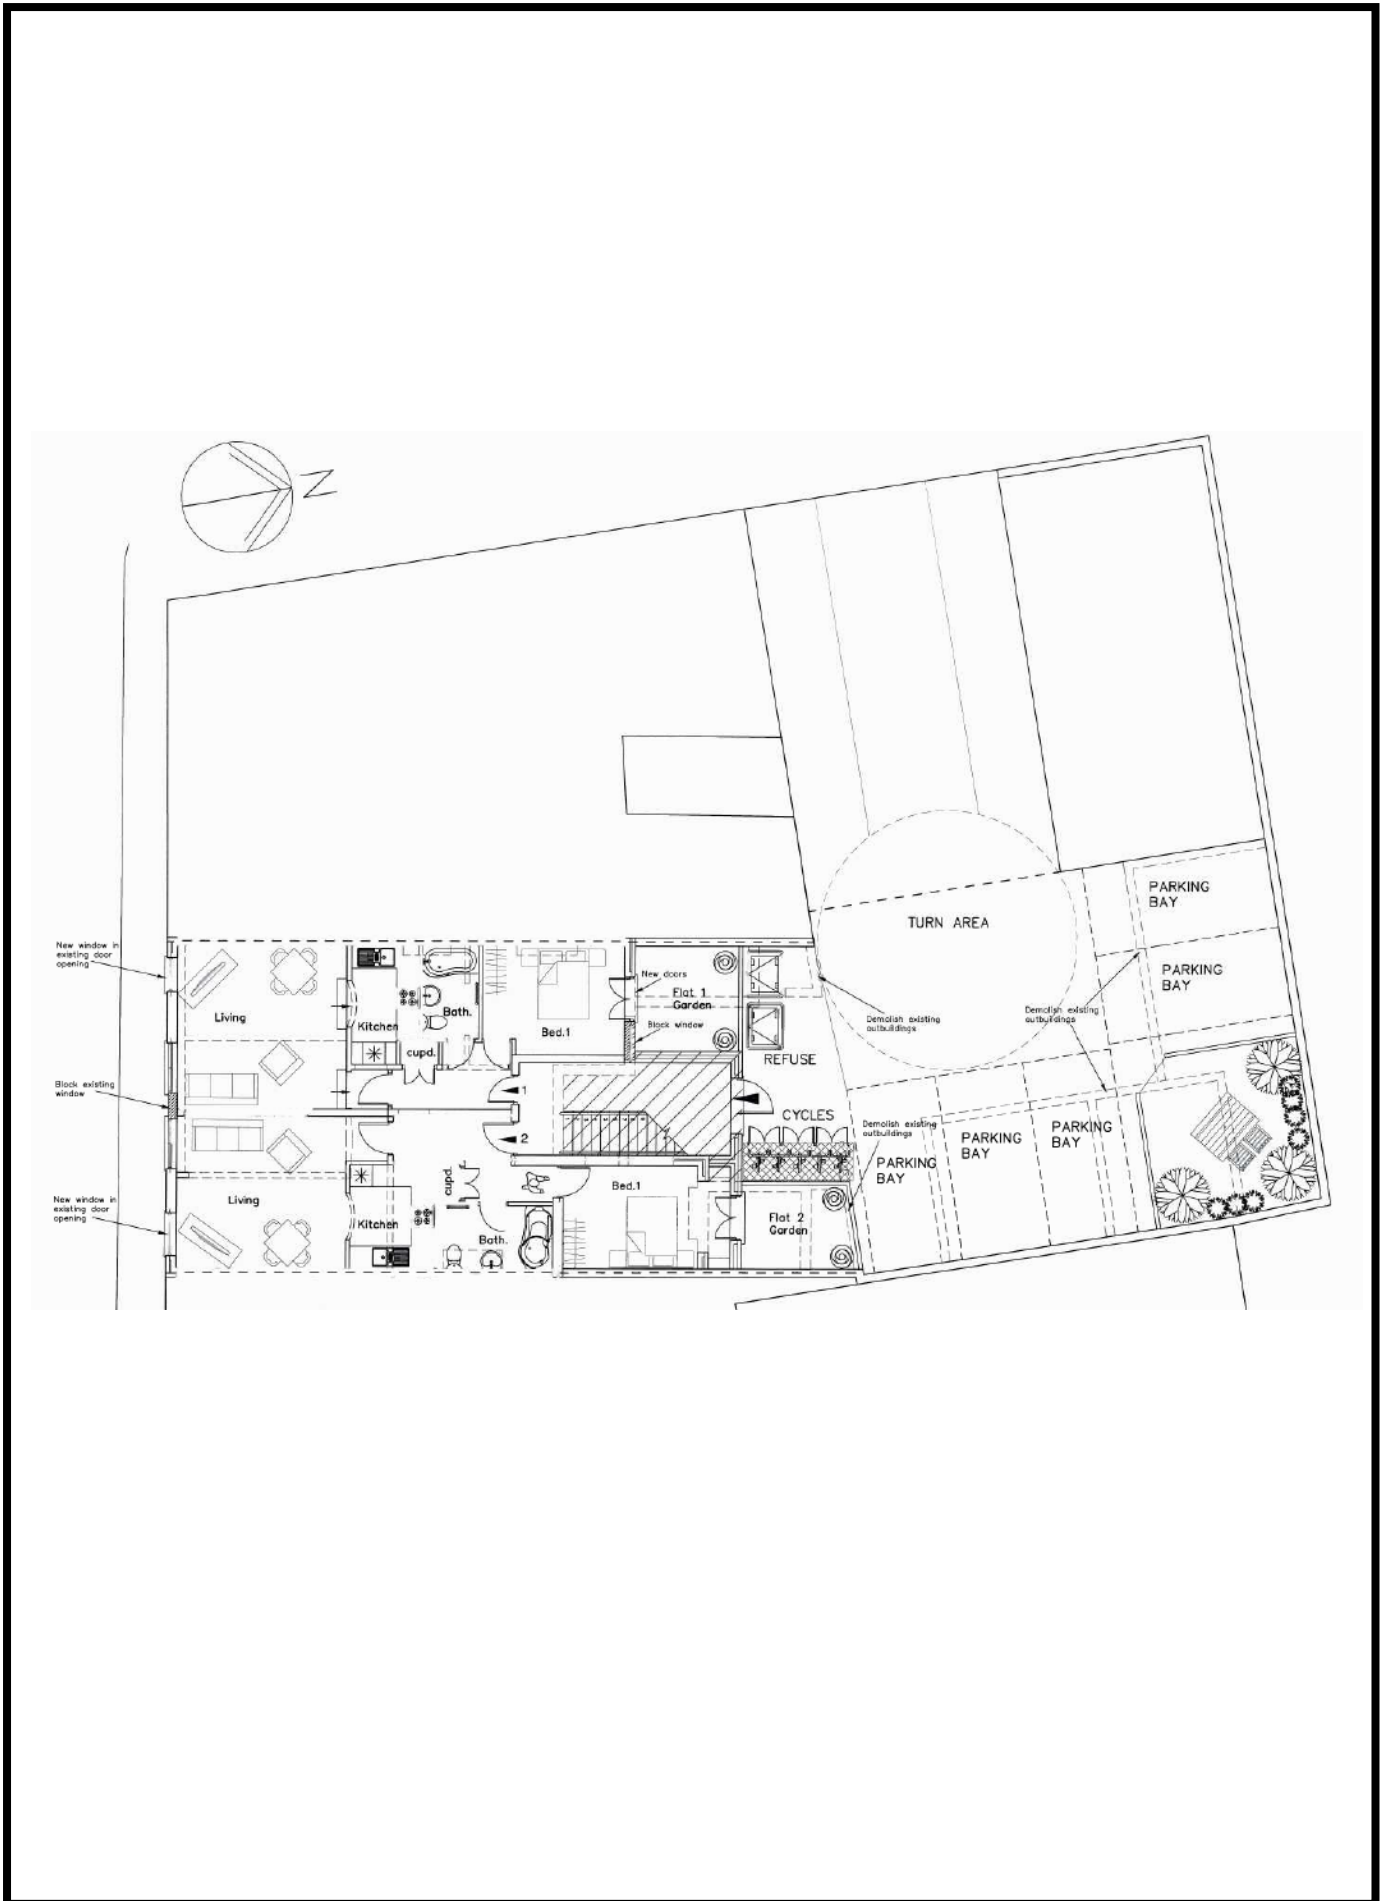 N
PARKING
BAY
TURN AREA
New window in
existing door
opening
PARKING
BAY
New doors
Flat 1
Garden
Living
Kitchen
Bath.
Bed.1
Block window
Demolish existing
outbuildings
Demolish existing
outbuildings
cupd.
REFUSE
Block existing
window
1
CYCLES
Demolish existing
outbuildings
2
PARKING
BAY
PARKING
BAY
PARKING
BAY
cupd.
Bed.1
New window in
existing door
opening
Living
Kitchen
Bath.
Flat 2
Garden